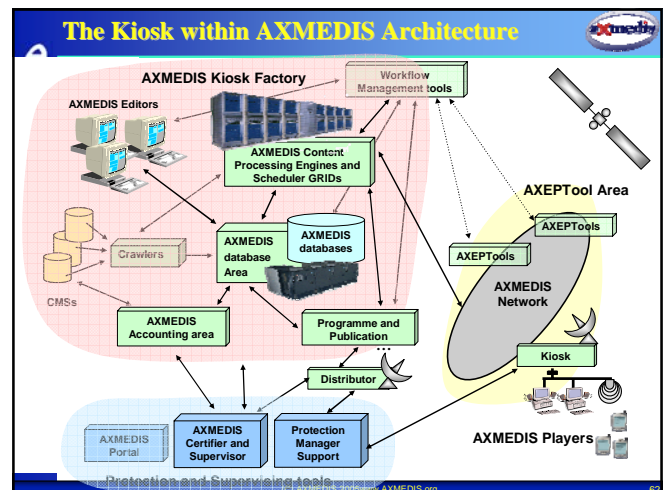 The Kiosk within AXMEDIS Architecture
axmedis
AXMEDIS Kiosk Factory
Workflow
Management tools
AXMEDIS Editors
AXMEDIS Content
Processing Engines and
Scheduler GRIDs
AXEPTool Area
AXEPTools
AXMEDIS
database
Area
AXMEDIS
databases
AXEPTools
Crawlers
CMSs
AXMEDIS
Network
AXMEDIS
Accounting area
Programme and
Publication
...
Kiosk
Distributor
AXMEDIS
Portal
AXMEDIS
Certifier and
Supervisor
Protection
Manager
Support
AXMEDIS Players
Protection and Supervising tools
AXMEDIS.org
62